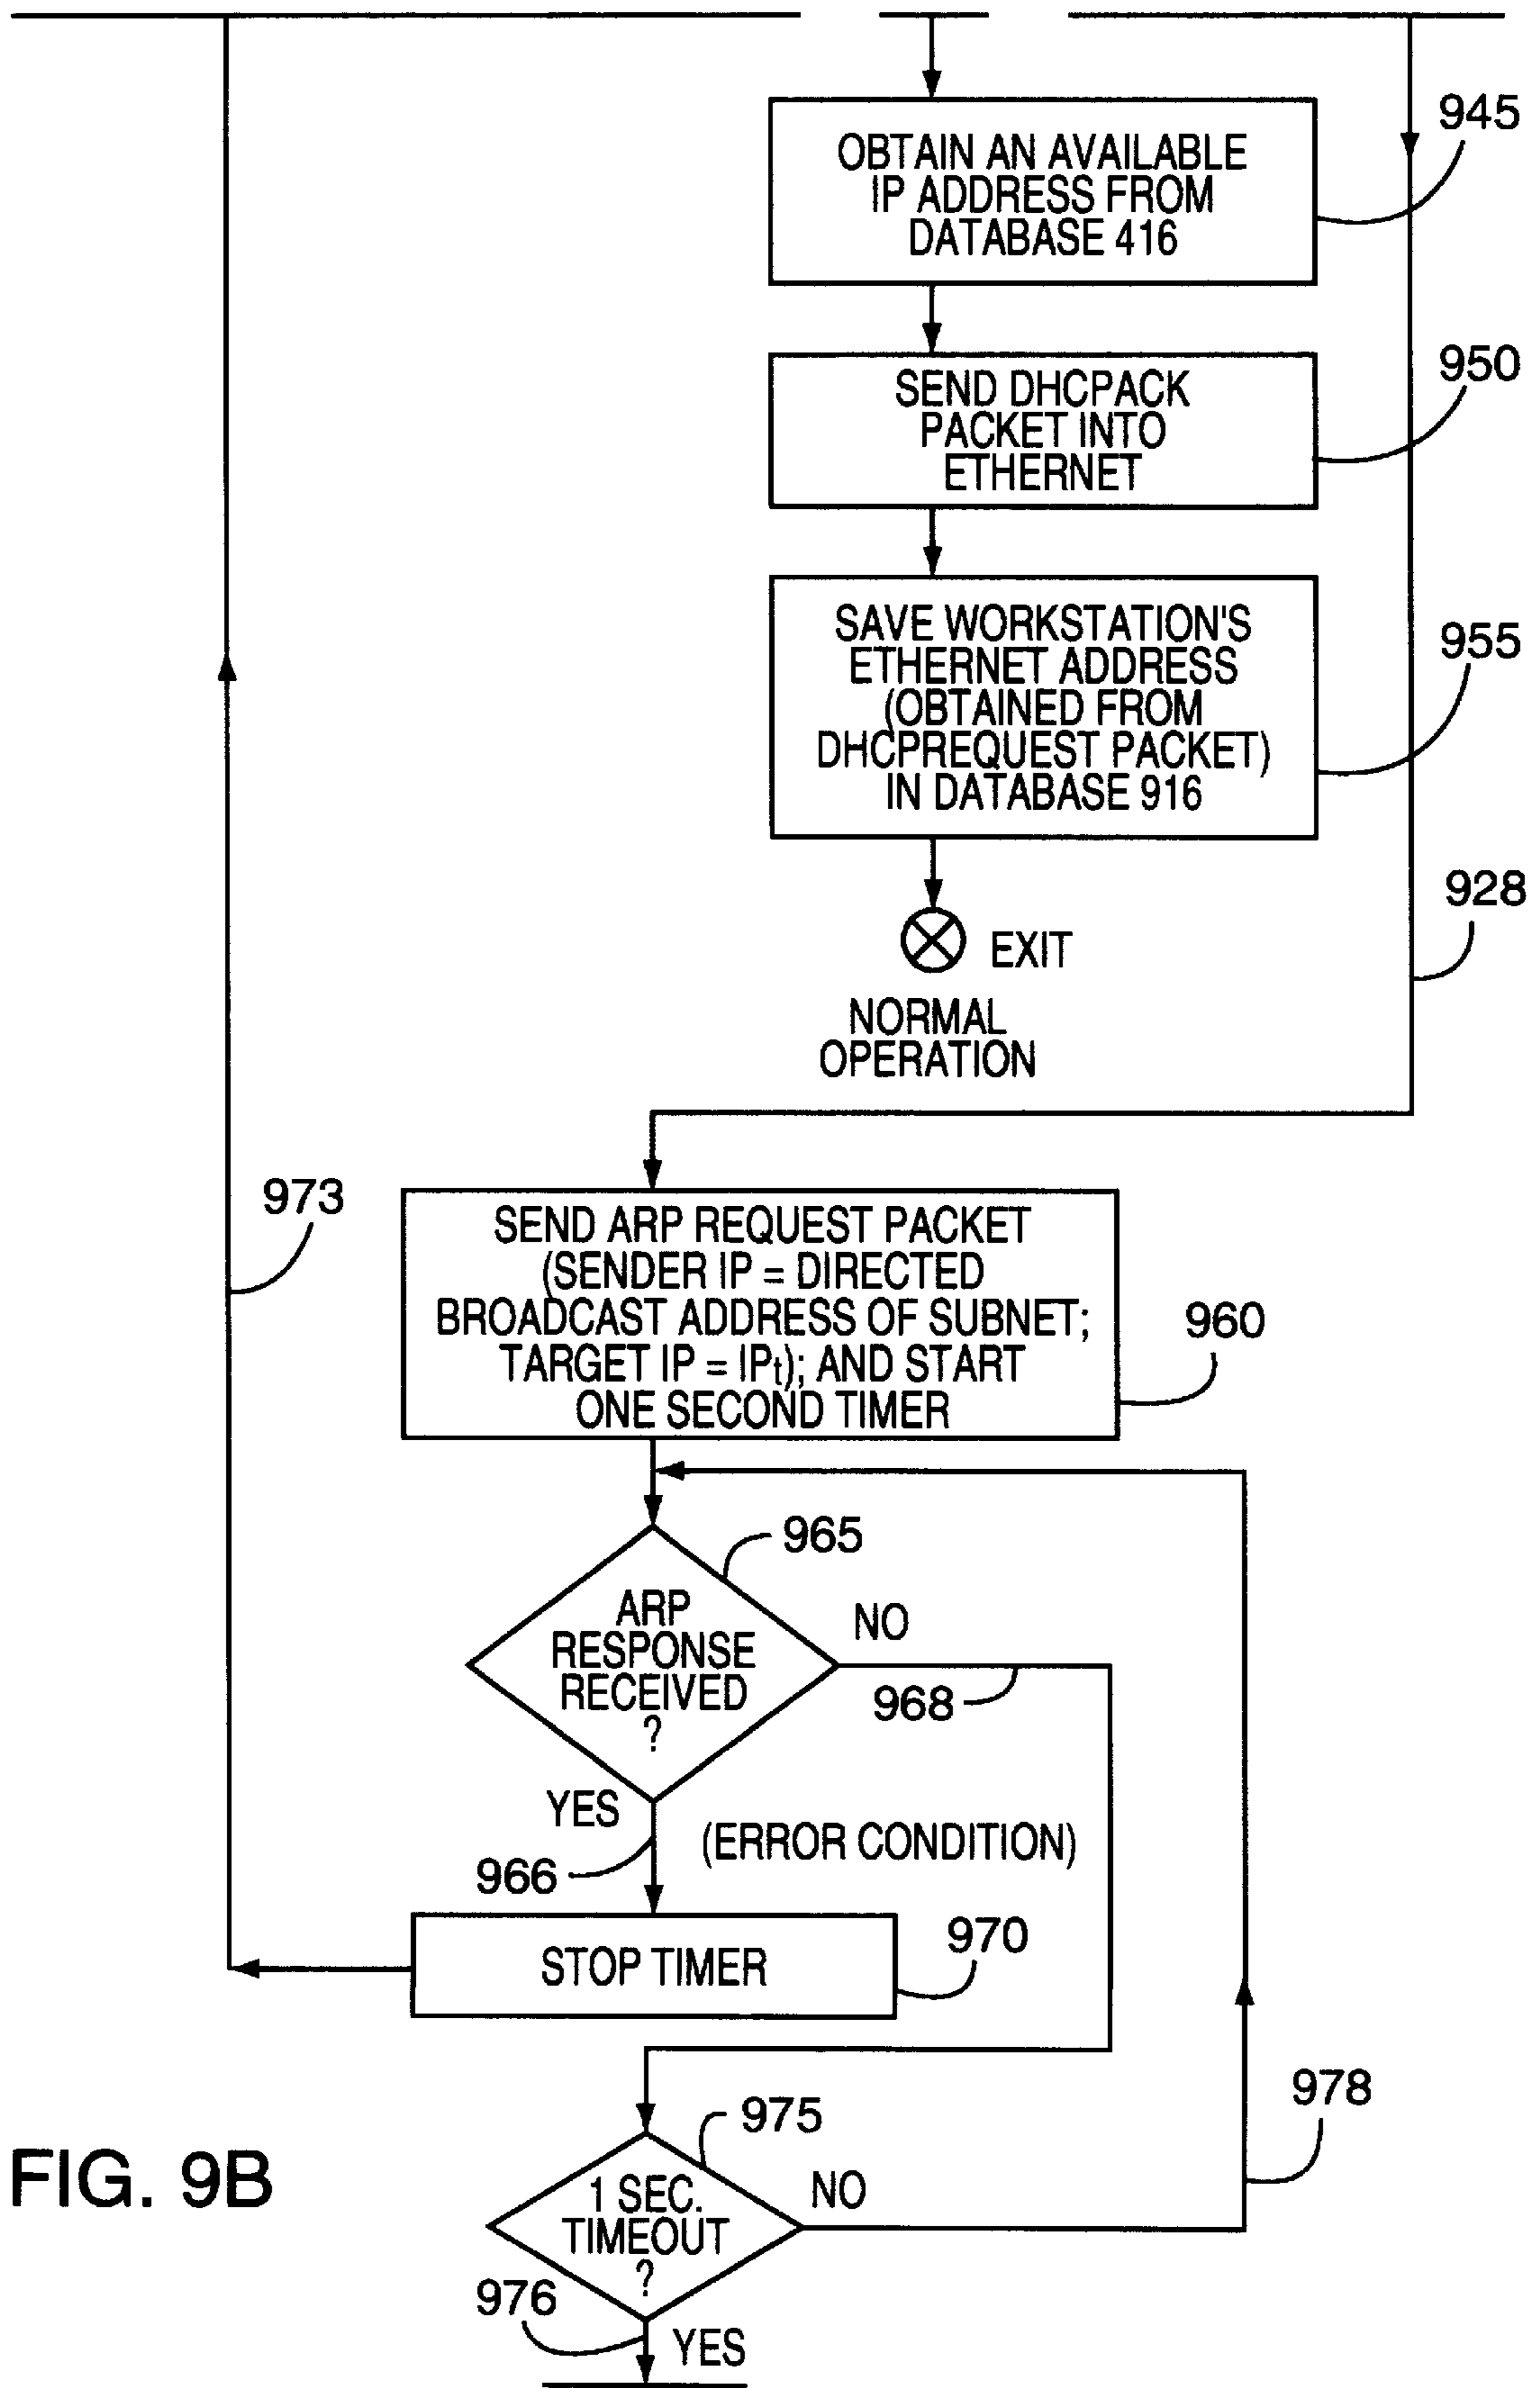 945
OBTAIN AN AVAILABLE
IP ADDRESS FROM
DATABASE 416
950
SEND DHCPACK
PACKET INTO
ETHERNET
955
SAVE WORKSTATION'S
ETHERNET ADDRESS
(OBTAINED FROM
DHCPREQUEST PACKET)
IN DATABASE 916
928
EXIT
NORMAL
OPERATION
973
SEND ARP REQUEST PACKET
(SENDER IP = DIRECTED
BROADCAST ADDRESS OF SUBNET;
TARGET IP = IPt); AND START
ONE SECOND TIMER
960
965
ARP
RESPONSE
RECEIVED
?
NO
968
YES
(ERROR CONDITION)
966
970
STOP TIMER
978
975
FIG. 9B
1 SEC.
TIMEOUT
?
NO
976
YES